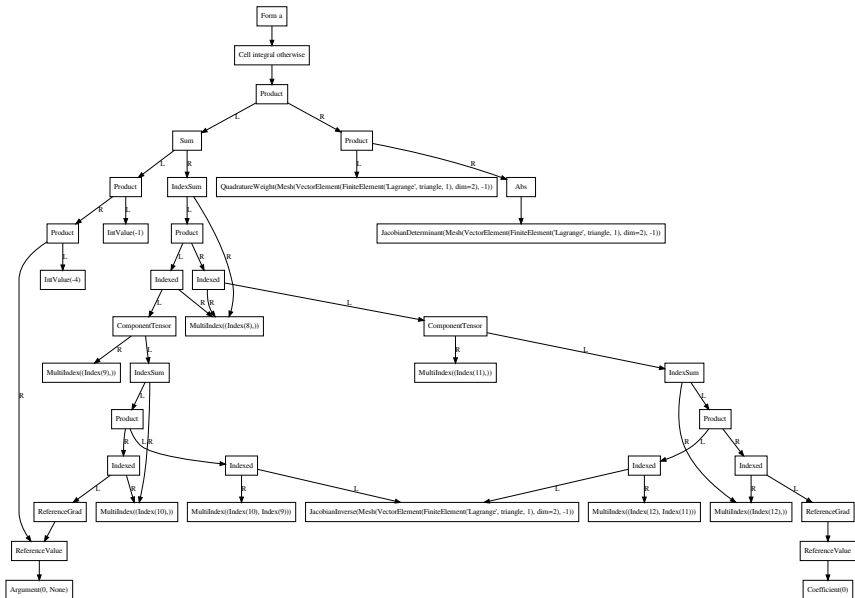 Form a
Cell integral otherwise
Product
L
R
Sum
Product
L
R
L
R
Product
IndexSum
QuadratureWeight(Mesh(VectorElement(FiniteElement('Lagrange', triangle, 1), dim=2), -1))
Abs
R
L
L
R
Product
IntValue(-1)
Product
JacobianDeterminant(Mesh(VectorElement(FiniteElement('Lagrange', triangle, 1), dim=2), -1))
L
L
R
IntValue(-4)
Indexed
Indexed
L
R
R
L
ComponentTensor
MultiIndex((Index(8),))
ComponentTensor
R
L
R
L
MultiIndex((Index(9),))
IndexSum
MultiIndex((Index(11),))
IndexSum
R
L
L
Product
Product
R
L
R
R
L
R
Indexed
Indexed
Indexed
Indexed
L
R
R
L
L
R
R
L
ReferenceGrad
MultiIndex((Index(10),))
MultiIndex((Index(10), Index(9)))
JacobianInverse(Mesh(VectorElement(FiniteElement('Lagrange', triangle, 1), dim=2), -1))
MultiIndex((Index(12), Index(11)))
MultiIndex((Index(12),))
ReferenceGrad
ReferenceValue
ReferenceValue
Argument(0, None)
Coefficient(0)